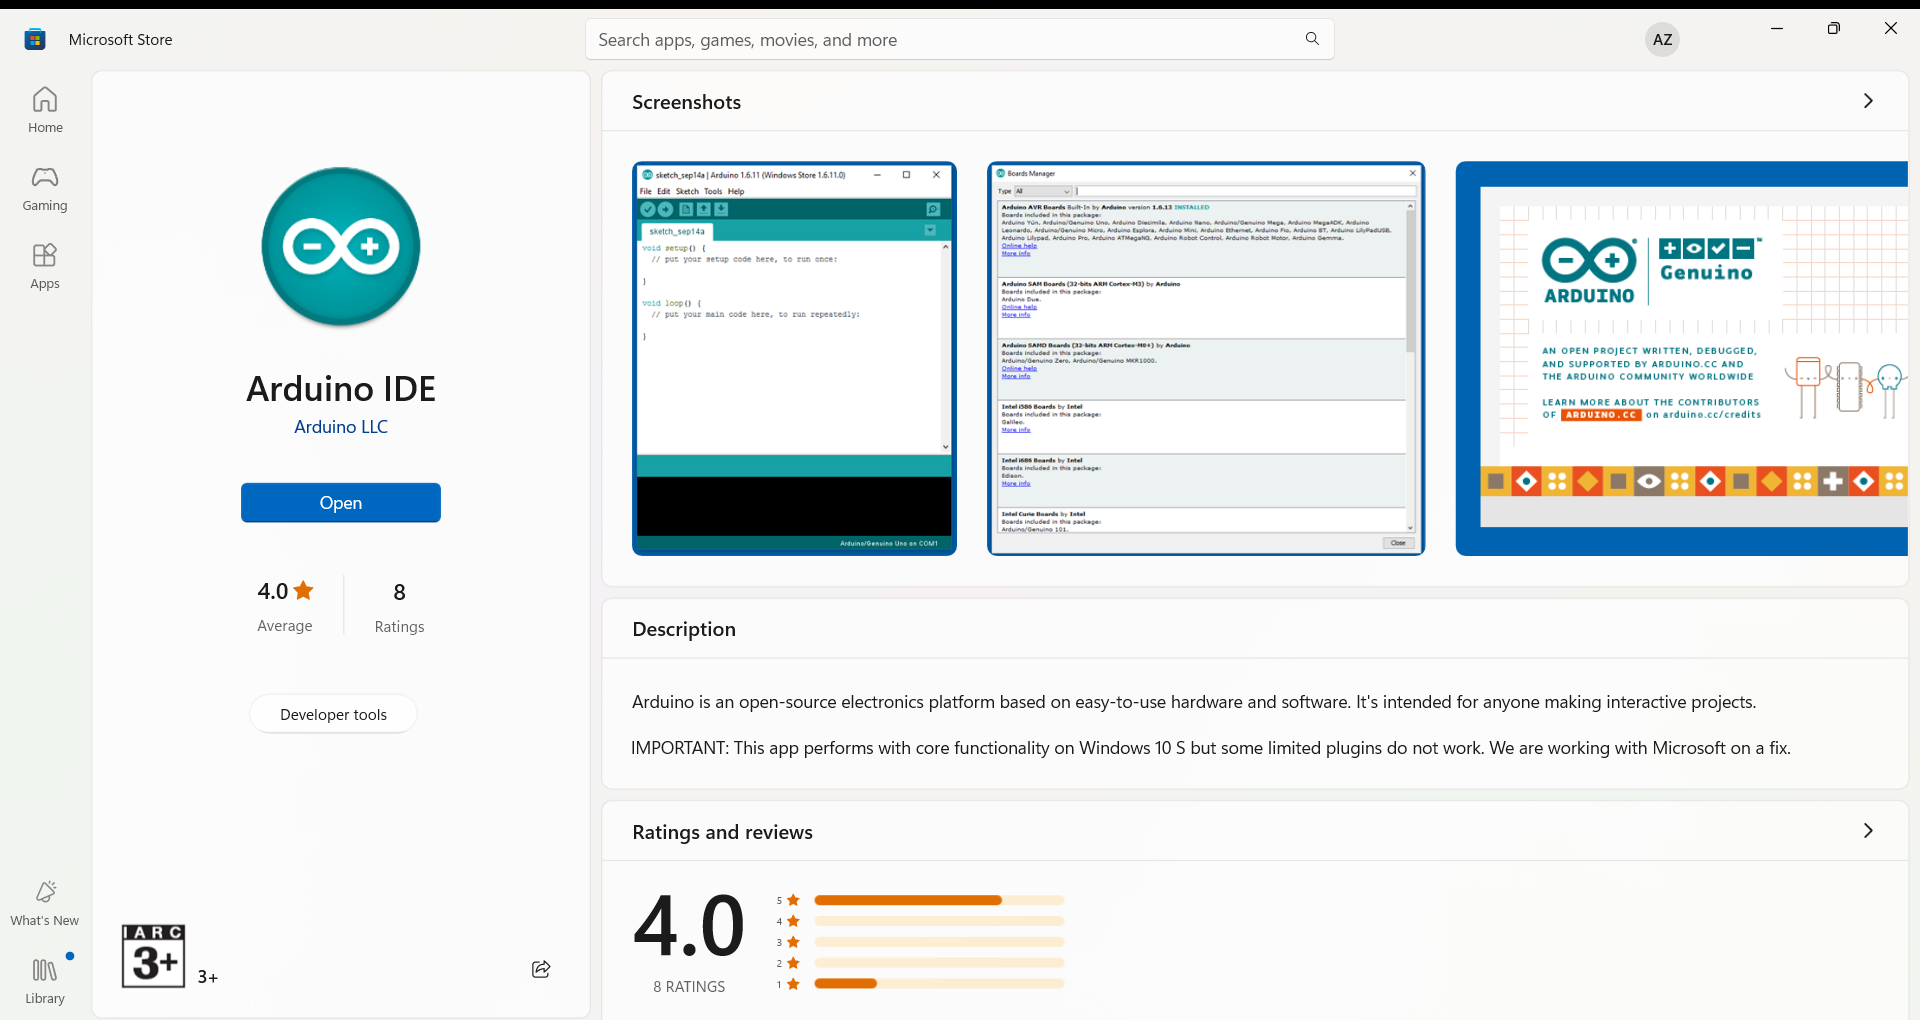 Microsoft Store
Search apps, games, movies, and more
AZ
Home
Gaming
Apps
What's New
Library
Arduino IDE
Arduino LLC
Open
4.0
Average
8
Ratings
Developer tools
IARC
3+
3+
Screenshots
sketch_sep14a | Arduino 1.6.11 (Windows Store 1.6.11.0)
File Edit Sketch Tools Help
sketch_sep14a
void setup() {
// put your setup code here, to run once:
}
void loop() {
// put your main code here, to run repeatedly:
}
Arduino/Genuino Uno on COM1
Boards Manager
Type All
Arduino AVR Boards Built-In by Arduino version 1.6.13 INSTALLED
Boards included in this package:
Arduino Yún, Arduino/Genuino Uno, Arduino Diecimila, Arduino Nano, Arduino/Genuino Mega, Arduino MegaADK, Arduino
Leonardo, Arduino/Genuino Micro, Arduino Esplora, Arduino Mini, Arduino Ethernet, Arduino Fio, Arduino BT, Arduino LilyPadUSB,
Arduino Lilypad, Arduino Pro, Arduino ATMegaNG, Arduino Robot Control, Arduino Robot Motor, Arduino Gemma.
Online help
More info
Arduino SAM Boards (32-bits ARM Cortex-M3) by Arduino
Boards included in this package:
Arduino Due.
Online help
More info
Arduino SAMD Boards (32-bits ARM Cortex-M0+) by Arduino
Boards included in this package:
Arduino/Genuino Zero, Arduino/Genuino MKR1000.
Online help
More info
Intel i586 Boards by Intel
Boards included in this package:
Galileo.
More info
Intel i686 Boards by Intel
Boards included in this package:
Edison.
More info
Intel Curie Boards by Intel
Boards included in this package:
Arduino/Genuino 101.
Close
ARDUINO
Genuino™
AN OPEN PROJECT WRITTEN, DEBUGGED,
AND SUPPORTED BY ARDUINO.CC AND
THE ARDUINO COMMUNITY WORLDWIDE
LEARN MORE ABOUT THE CONTRIBUTORS
OF ARDUINO.CC on arduino.cc/credits
Description
Arduino is an open-source electronics platform based on easy-to-use hardware and software. It's intended for anyone making interactive projects.
IMPORTANT: This app performs with core functionality on Windows 10 S but some limited plugins do not work. We are working with Microsoft on a fix.
Ratings and reviews
4.0
8 RATINGS
5
4
3
2
1